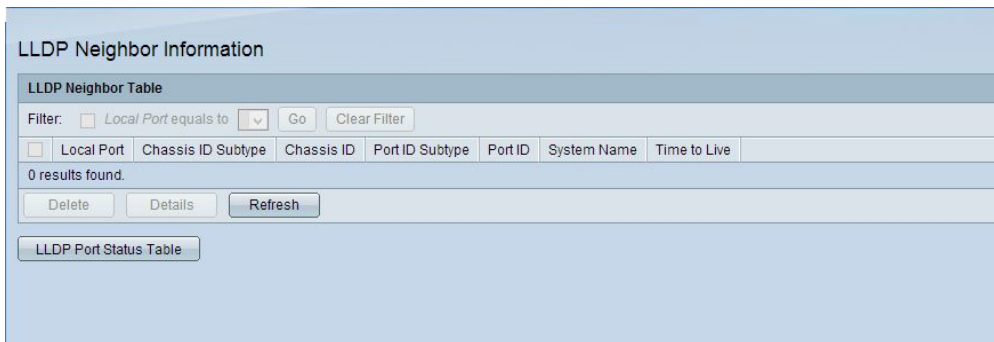 LLDP Neighbor Information
LLDP Neighbor Table
Filter: Local Port equals to Go Clear Filter
Local Port Chassis ID Subtype Chassis ID Port ID Subtype Port ID System Name Time to Live
0 results found.
Delete Details Refresh
LLDP Port Status Table